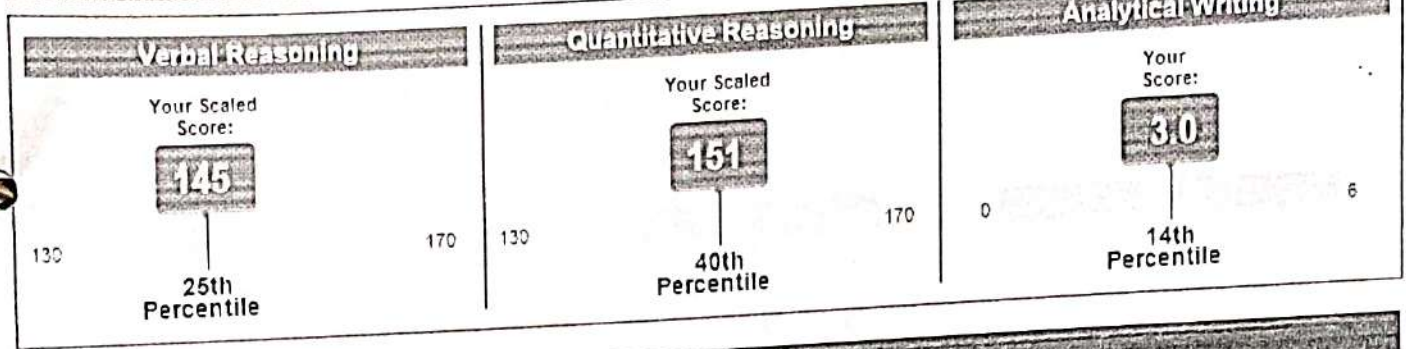 Verbal Reasoning
Your Scaled
Score:
145
130
170
25th
Percentile
Quantitative Reasoning
Your Scaled
Score:
151
130
170
40th
Percentile
Analytical Writing
Your
Score:
3.0
0
6
14th
Percentile